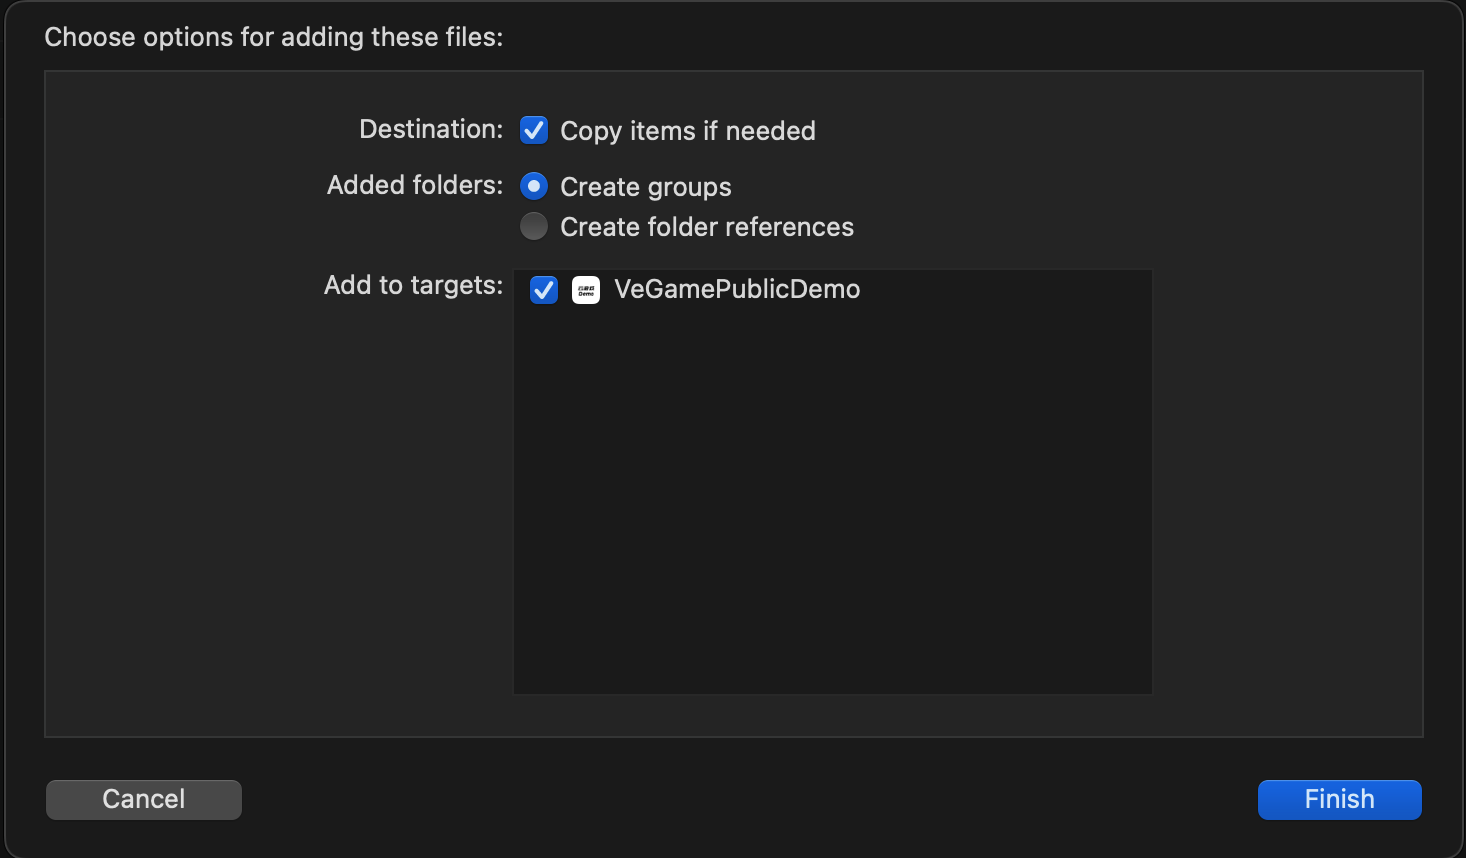 Choose options for adding these files:
Destination: Copy items if needed
Added folders: Create groups
Create folder references
Add to targets: VeGamePublicDemo
Cancel
Finish